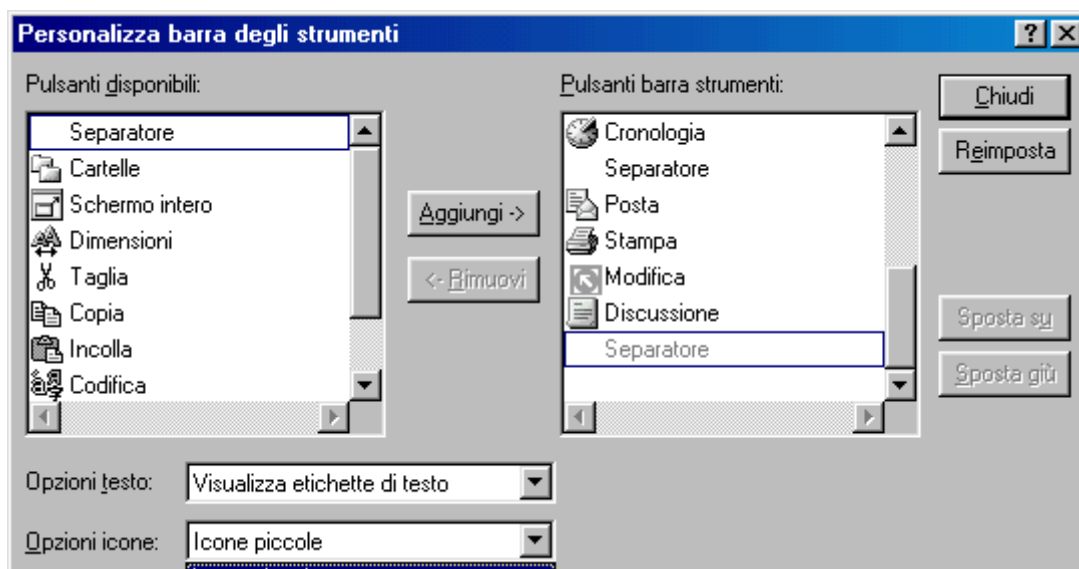 Personalizza barra degli strumenti
Pulsanti disponibili:
Separatore
Cartelle
Schermo intero
Dimensioni
Taglia
Copia
Incolla
Codifica
Aggiungi ->
<- Rimuovi
Pulsanti barra strumenti:
Cronologia
Separatore
Posta
Stampa
Modifica
Discussione
Separatore
Chiudi
Reimposta
Sposta su
Sposta giù
Opzioni testo:
Visualizza etichette di testo
Opzioni icone:
Icone piccole